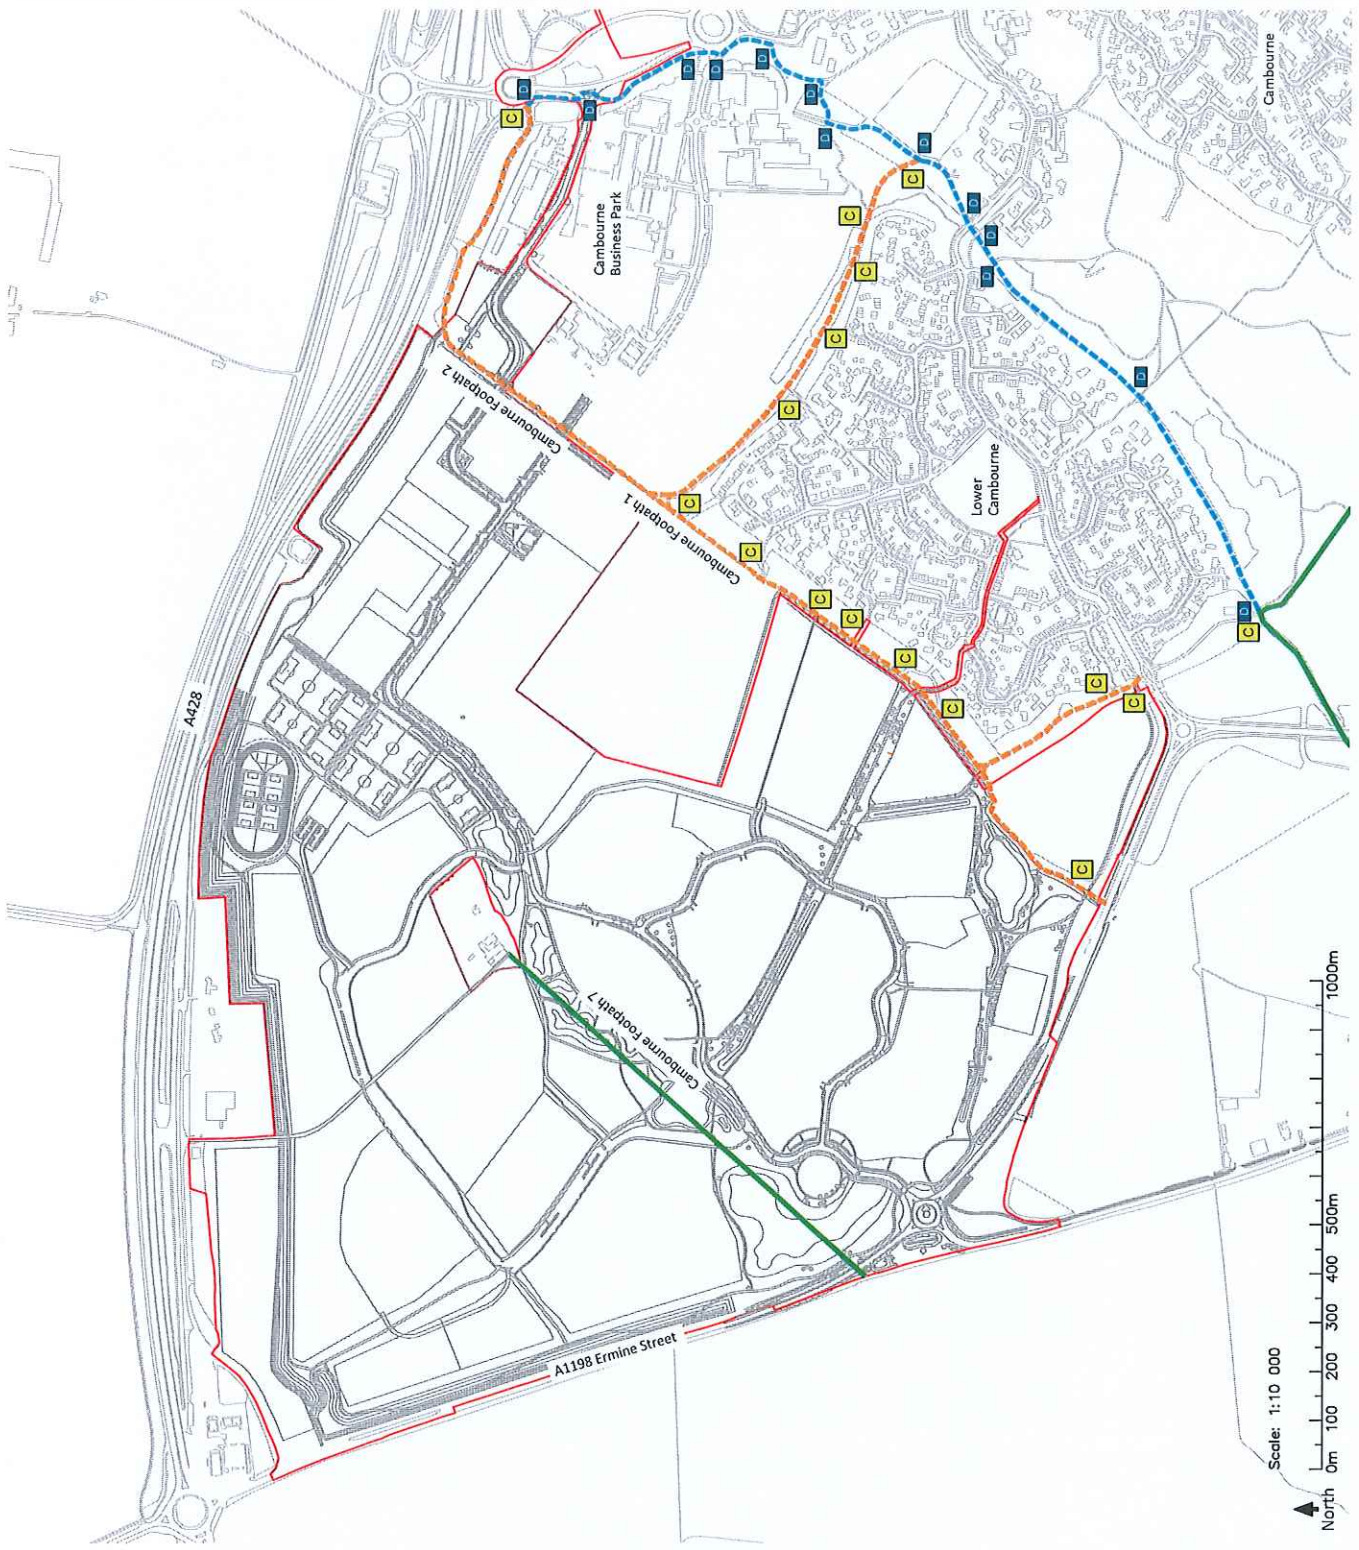 D
C
D
D
D
D
D
D
D
C
D
D
D
C
C
C
C
C
D
C
C
C
C
C
C
D
C
C
C
C
Cambourne
Cambourne
Business Park
Cambourne Footpath 2
Cambourne Footpath 1
A428
Lower
Cambourne
Cambourne Footpath 7
A1198 Ermine Street
Scale: 1:10 000
0m 100 200 300 400 500m 1000m
North